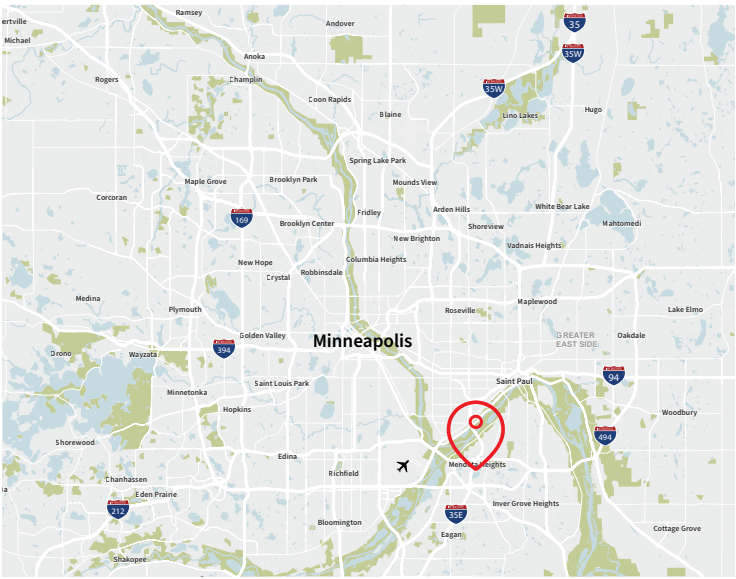 Ramsey
Andover
35
Michael
35W
Anoka
Rogers
Champlin
35W
Coon Rapids
Hugo
Blaine
Lino Lakes
Spring Lake Park
Maple Grove
Brooklyn Park
Mounds View
Corcoran
White Bear Lake
Arden Hills
169
Fridley
Brooklyn Center
Mahtomedi
Shoreview
New Brighton
Vadnais Heights
New Hope
Columbia Heights
Robbinsdale
Crystal
Medina
Maplewood
Plymouth
Roseville
Lake Elmo
Golden Valley
GREATER
EAST SIDE
Oakdale
Minneapolis
394
Orono
Wayzata
94
Saint Louis Park
Saint Paul
Minnetonka
Hopkins
Woodbury
494
Shorewood
Edina
Mendota Heights
Richfield
Chanhassen
Eden Prairie
Inver Grove Heights
212
35E
Bloomington
Cottage Grove
Eagan
Shakopee